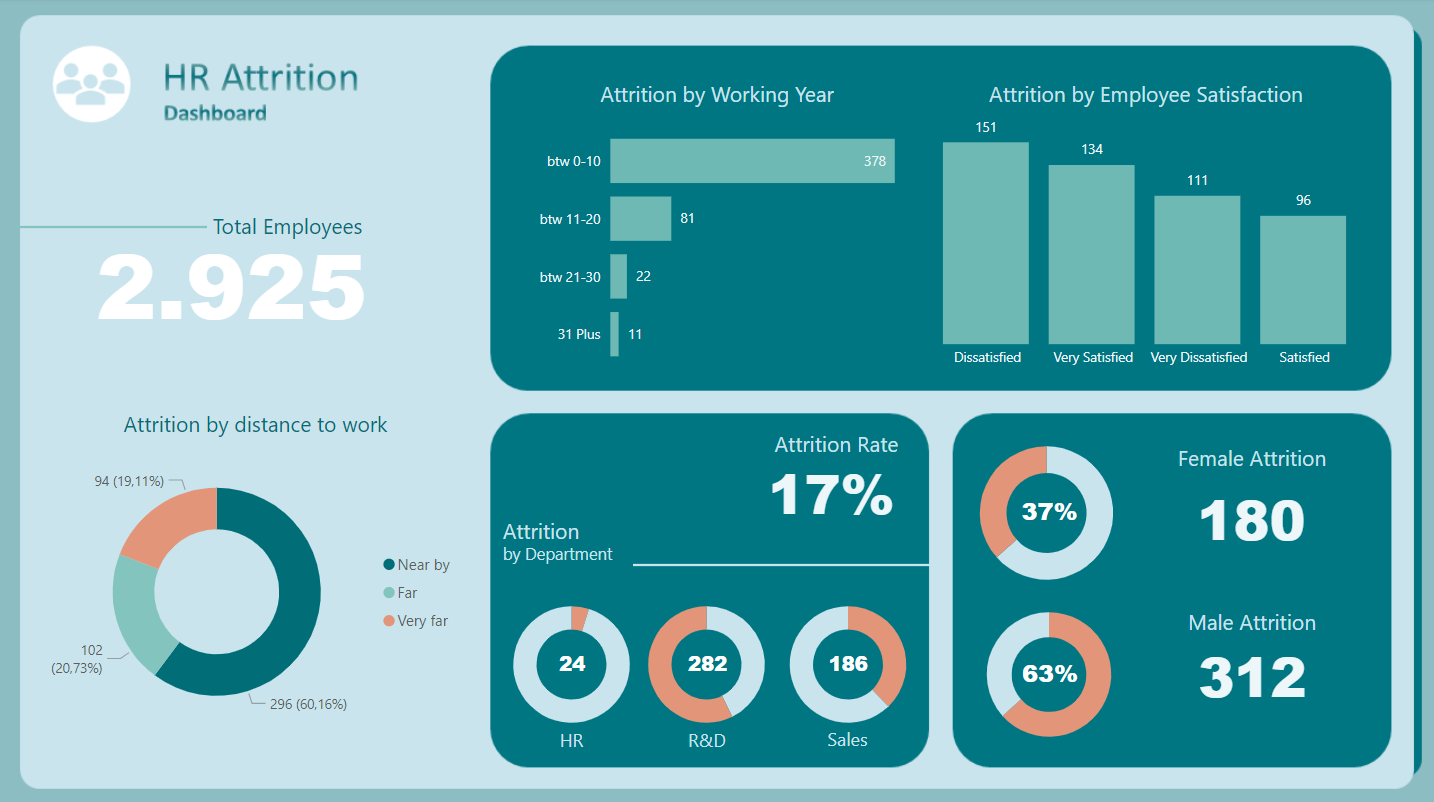 HR Attrition
Dashboard
Total Employees
2.925
Attrition by distance to work
94 (19,11%)
102
(20,73%)
296 (60,16%)
Near by
Far
Very far
Attrition by Working Year
btw 0-10
378
btw 11-20
81
btw 21-30
22
31 Plus
11
Attrition by Employee Satisfaction
151
134
111
96
Dissatisfied
Very Satisfied
Very Dissatisfied
Satisfied
Attrition Rate
17%
Attrition
by Department
24
282
186
HR
R&D
Sales
37%
Female Attrition
180
63%
Male Attrition
312